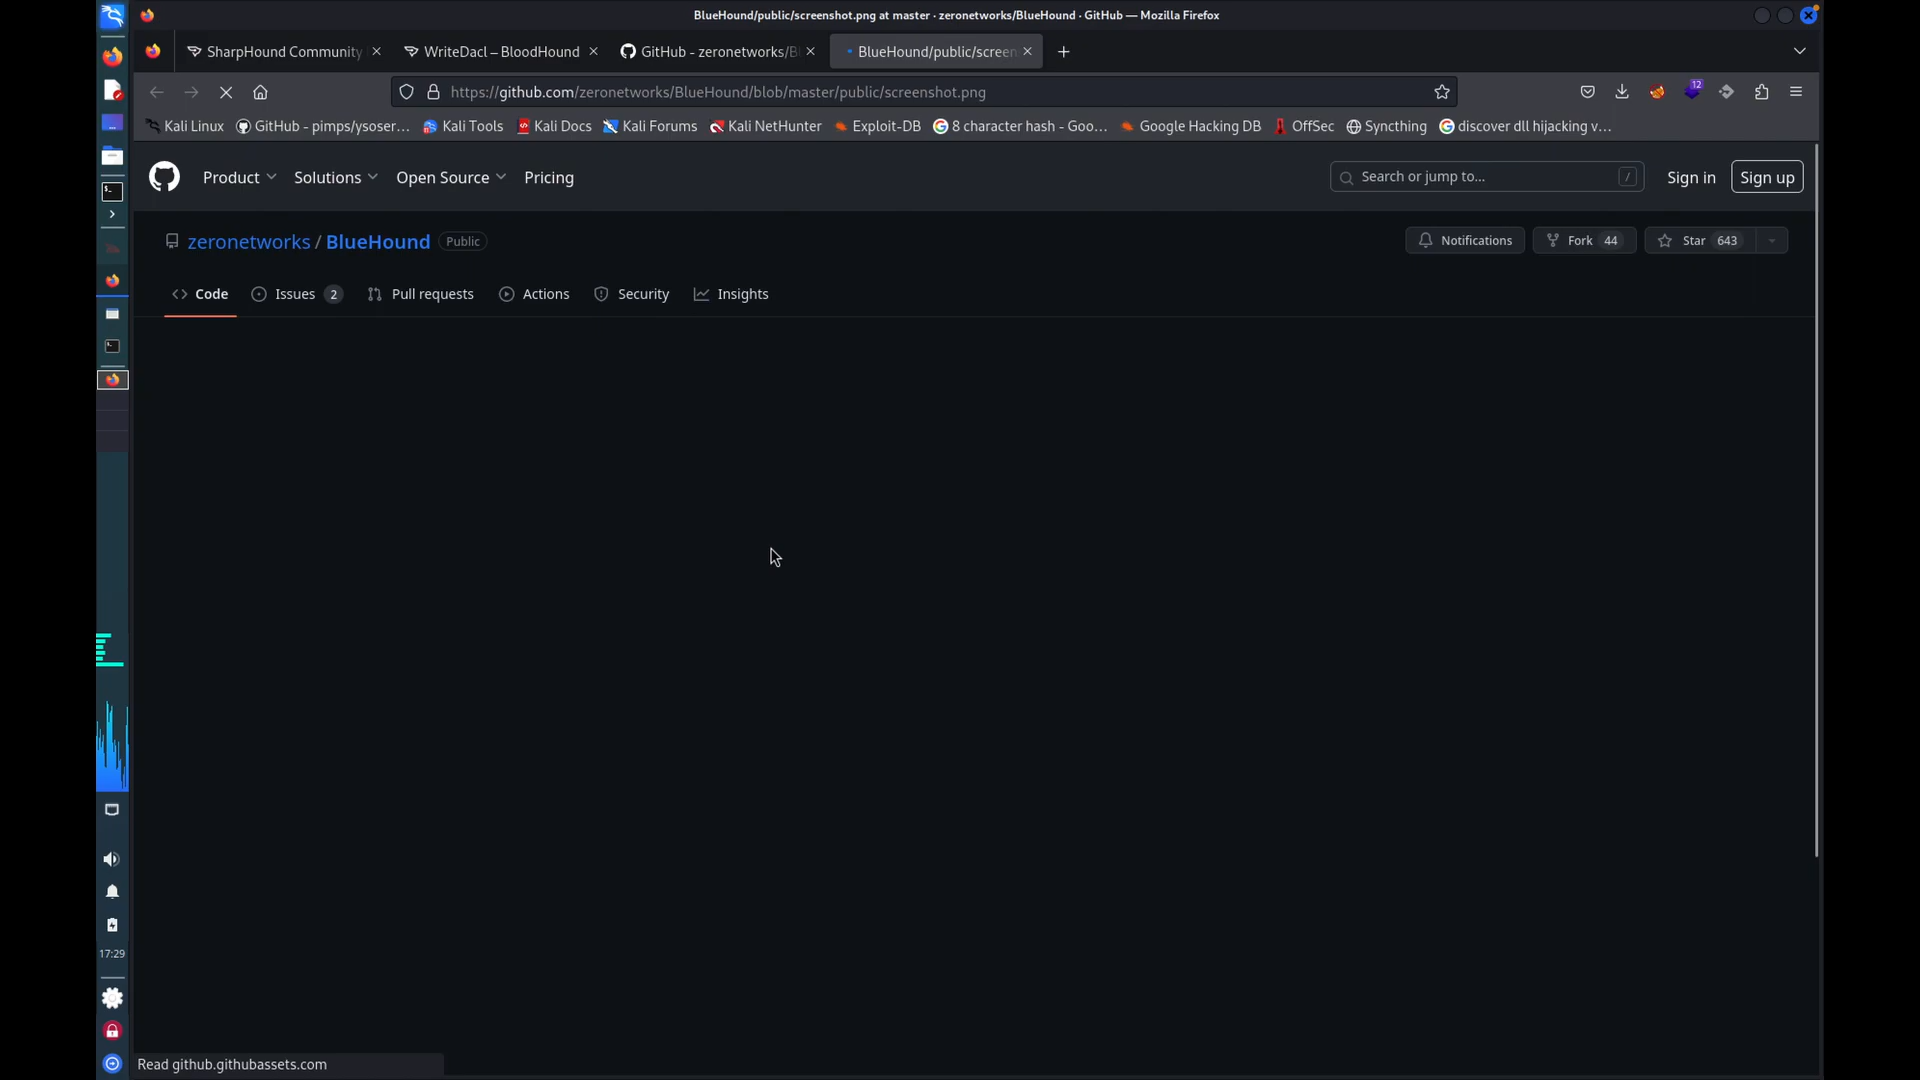 BlueHound/public/screenshot.png at master · zeronetworks/BlueHound · GitHub — Mozilla Firefox
SharpHound Community
WriteDacl – BloodHound
GitHub - zeronetworks/Bl
BlueHound/public/screen
https://github.com/zeronetworks/BlueHound/blob/master/public/screenshot.png
12
Kali Linux
GitHub - pimps/ysoser…
Kali Tools
Kali Docs
Kali Forums
Kali NetHunter
Exploit-DB
8 character hash - Goo…
Google Hacking DB
OffSec
Syncthing
discover dll hijacking v…
Product
Solutions
Open Source
Pricing
Search or jump to...
/
Sign in
Sign up
zeronetworks / BlueHound
Public
Notifications
Fork 44
Star 643
Code
Issues 2
Pull requests
Actions
Security
Insights
17:29
Read github.githubassets.com